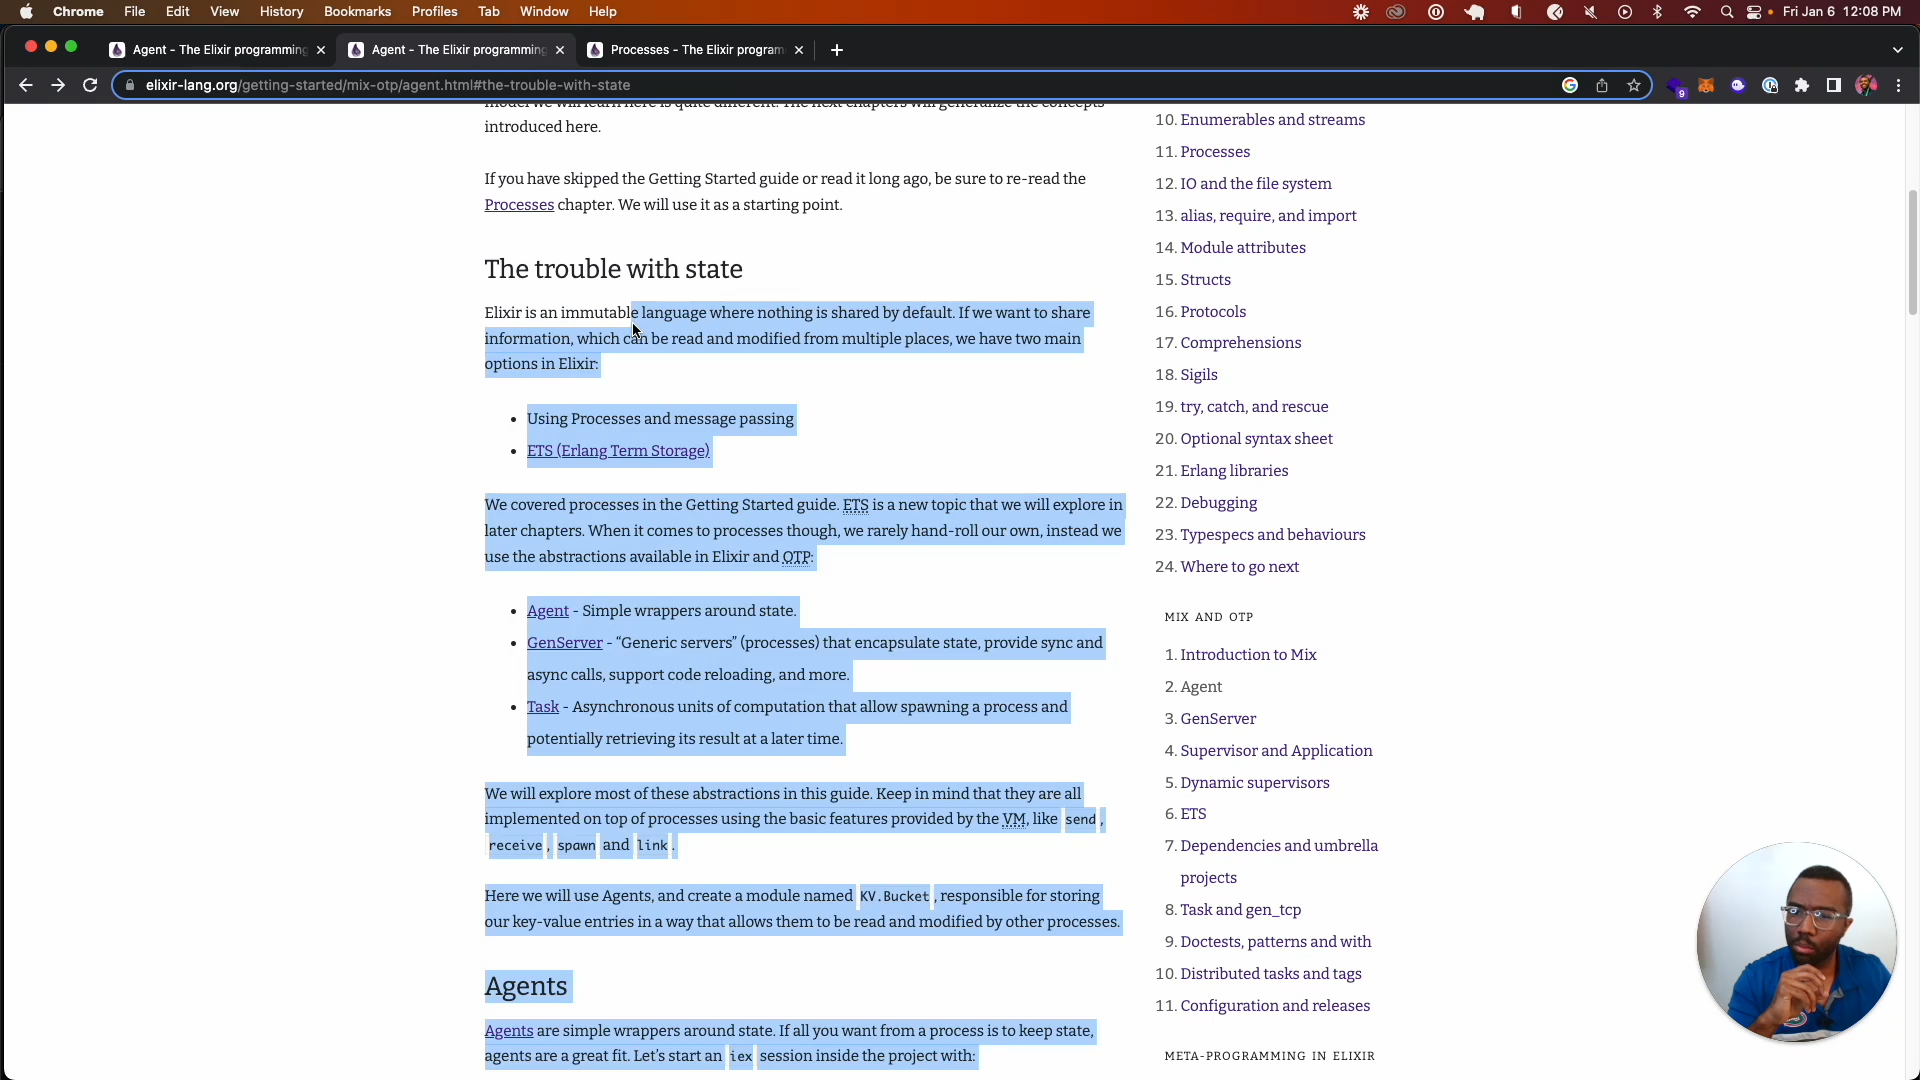 Chrome File Edit View History Bookmarks Profiles Tab Window Help Fri Jan 6 12:08 PM
Agent - The Elixir programming Agent - The Elixir programming Processes - The Elixir program
elixir-lang.org/getting-started/mix-otp/agent.html#the-trouble-with-state
9
model we will learn here is quite different. The next chapters will generalize the concepts
introduced here.
If you have skipped the Getting Started guide or read it long ago, be sure to re-read the
Processes chapter. We will use it as a starting point.
The trouble with state
Elixir is an immutable language where nothing is shared by default. If we want to share
information, which can be read and modified from multiple places, we have two main
options in Elixir:
• Using Processes and message passing
• ETS (Erlang Term Storage)
We covered processes in the Getting Started guide. ETS is a new topic that we will explore in
later chapters. When it comes to processes though, we rarely hand-roll our own, instead we
use the abstractions available in Elixir and OTP:
• Agent - Simple wrappers around state.
• GenServer - “Generic servers” (processes) that encapsulate state, provide sync and
async calls, support code reloading, and more.
• Task - Asynchronous units of computation that allow spawning a process and
potentially retrieving its result at a later time.
We will explore most of these abstractions in this guide. Keep in mind that they are all
implemented on top of processes using the basic features provided by the VM, like send,
receive, spawn and link.
Here we will use Agents, and create a module named KV.Bucket, responsible for storing
our key-value entries in a way that allows them to be read and modified by other processes.
Agents
Agents are simple wrappers around state. If all you want from a process is to keep state,
agents are a great fit. Let’s start an iex session inside the project with:
10. Enumerables and streams
11. Processes
12. IO and the file system
13. alias, require, and import
14. Module attributes
15. Structs
16. Protocols
17. Comprehensions
18. Sigils
19. try, catch, and rescue
20. Optional syntax sheet
21. Erlang libraries
22. Debugging
23. Typespecs and behaviours
24. Where to go next
MIX AND OTP
1. Introduction to Mix
2. Agent
3. GenServer
4. Supervisor and Application
5. Dynamic supervisors
6. ETS
7. Dependencies and umbrella
projects
8. Task and gen_tcp
9. Doctests, patterns and with
10. Distributed tasks and tags
11. Configuration and releases
META-PROGRAMMING IN ELIXIR